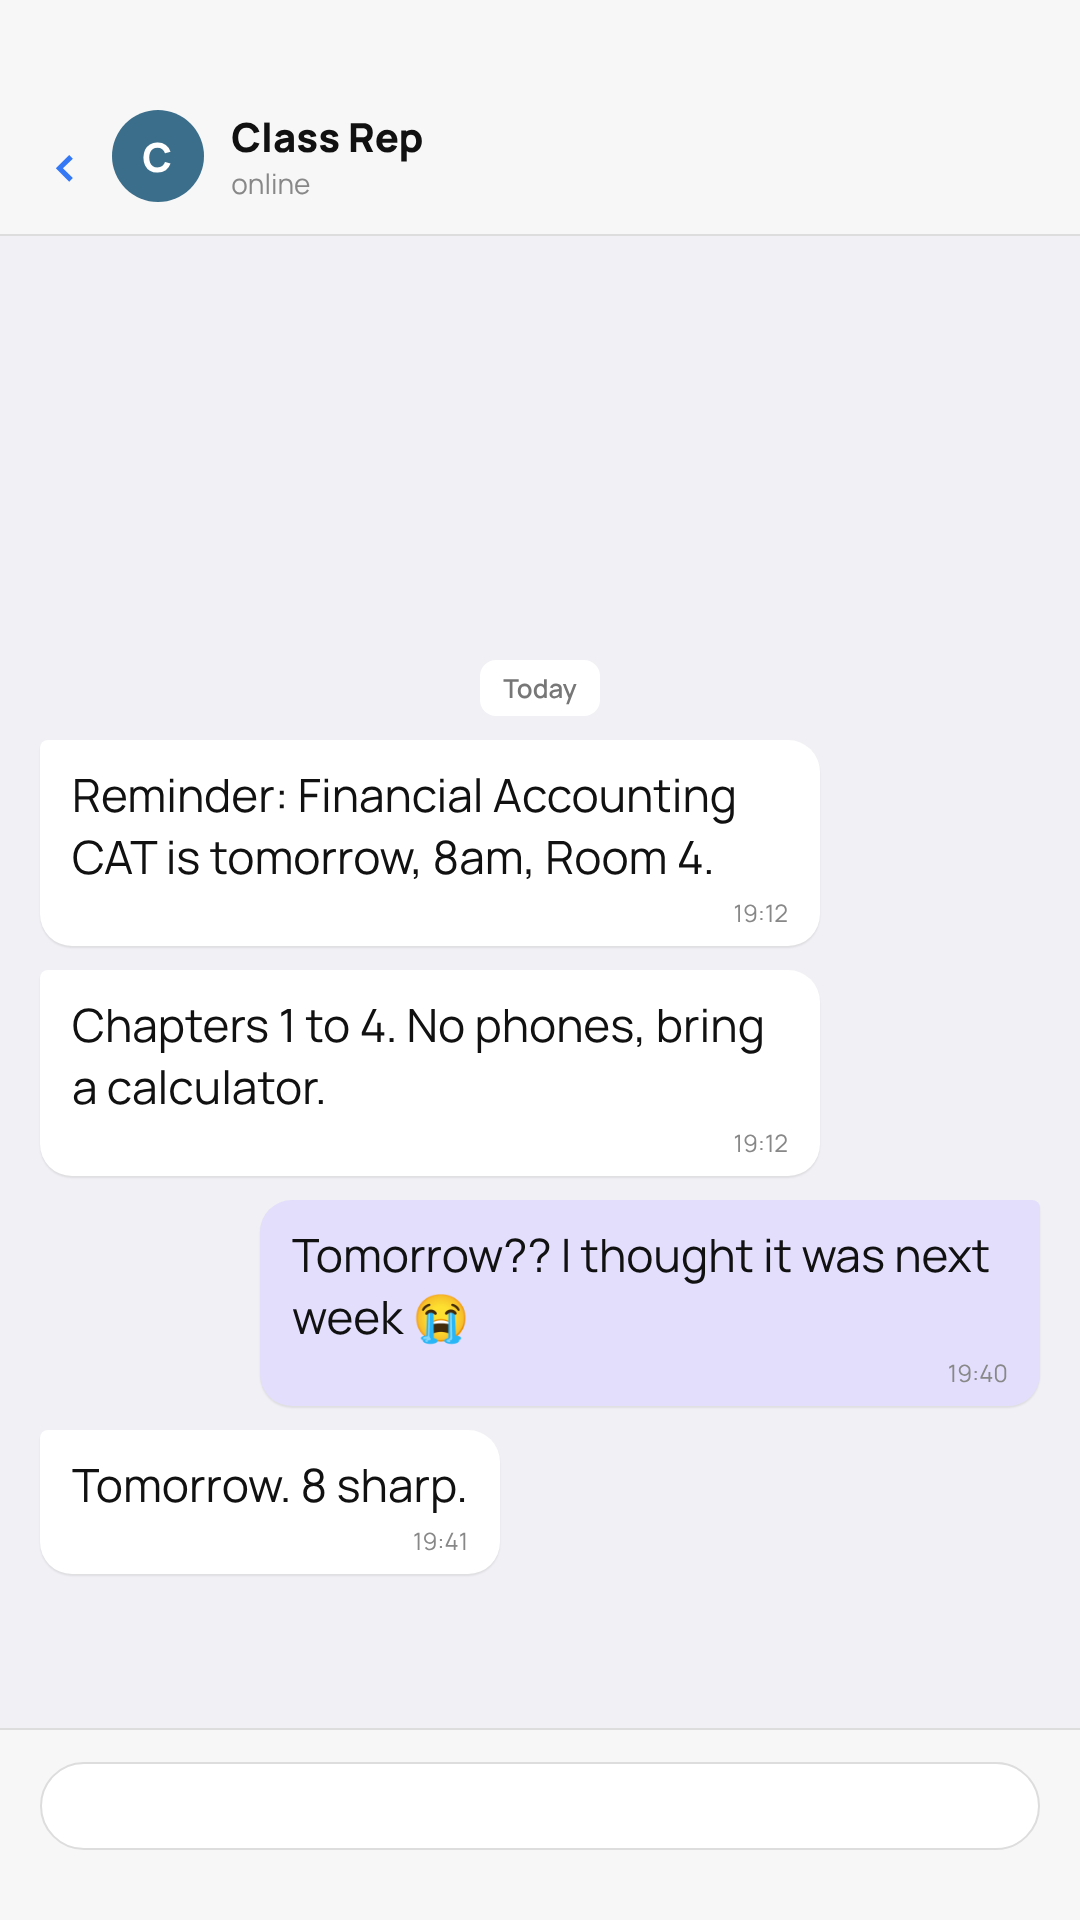 C
Class Rep
online
Today
Reminder: Financial Accounting
CAT is tomorrow, 8am, Room 4.
19:12
Chapters 1 to 4. No phones, bring
a calculator.
19:12
Tomorrow?? I thought it was next
week 😭
19:40
Tomorrow. 8 sharp.
19:41